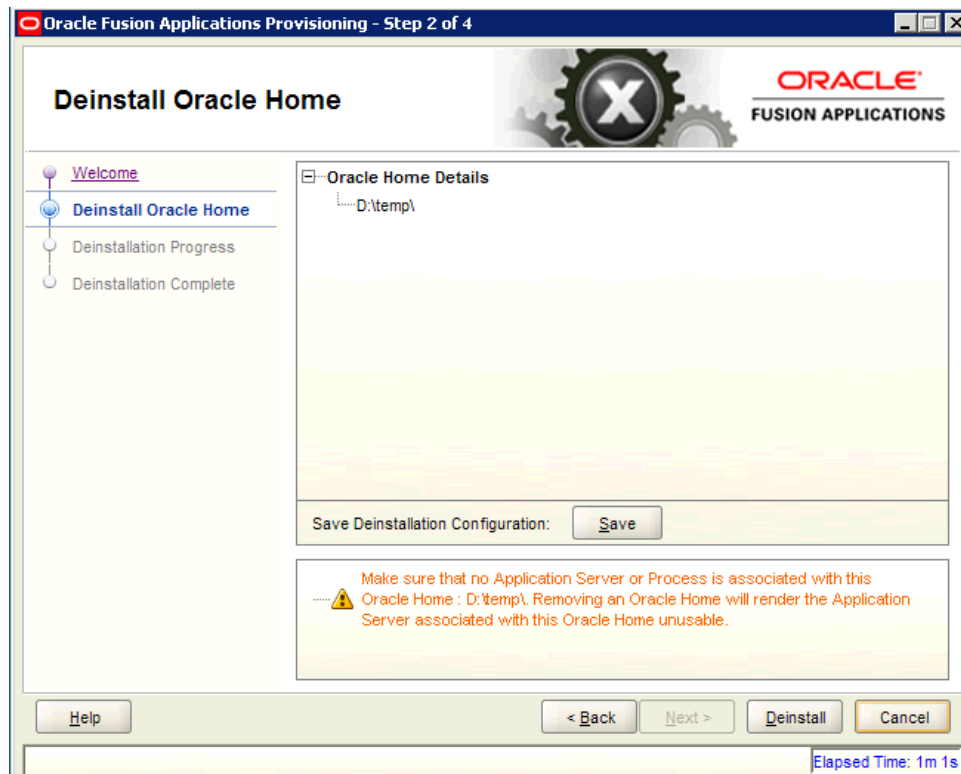 Oracle Fusion Applications Provisioning - Step 2 of 4
Deinstall Oracle Home
ORACLE
FUSION APPLICATIONS
Welcome
Deinstall Oracle Home
Deinstallation Progress
Deinstallation Complete
Oracle Home Details
D:\temp\
Save Deinstallation Configuration:
Save
Make sure that no Application Server or Process is associated with this
Oracle Home : D:\temp\. Removing an Oracle Home will render the Application
Server associated with this Oracle Home unusable.
Help
< Back
Next >
Deinstall
Cancel
Elapsed Time: 1m 1s